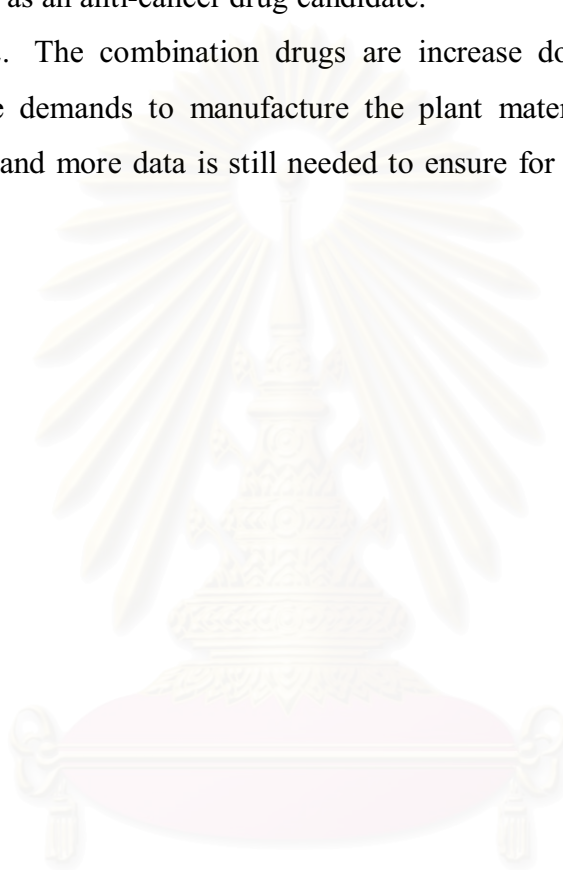 as an anti-cancer drug candidate.
. The combination drugs are increase do
e demands to manufacture the plant mater
and more data is still needed to ensure for